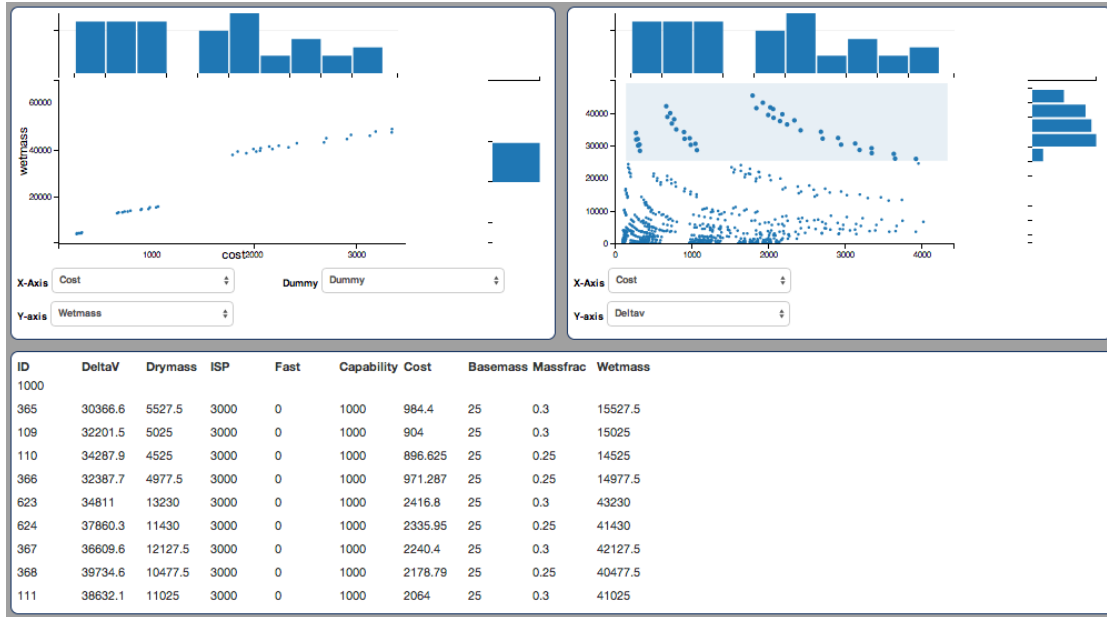 60000
40000
20000
wetmass
1000
2000
3000
cost
X-Axis Cost
Dummy Dummy
Y-axis Wetmass
40000
30000
20000
10000
0
0
1000
2000
3000
4000
X-Axis Cost
Y-axis Deltav
ID DeltaV Drymass ISP Fast Capability Cost Basemass Massfrac Wetmass
1000
365 30366.6 5527.5 3000 0 1000 984.4 25 0.3 15527.5
109 32201.5 5025 3000 0 1000 904 25 0.3 15025
110 34287.9 4525 3000 0 1000 896.625 25 0.25 14525
366 32387.7 4977.5 3000 0 1000 971.287 25 0.25 14977.5
623 34811 13230 3000 0 1000 2416.8 25 0.3 43230
624 37860.3 11430 3000 0 1000 2335.95 25 0.25 41430
367 36609.6 12127.5 3000 0 1000 2240.4 25 0.3 42127.5
368 39734.6 10477.5 3000 0 1000 2178.79 25 0.25 40477.5
111 38632.1 11025 3000 0 1000 2064 25 0.3 41025